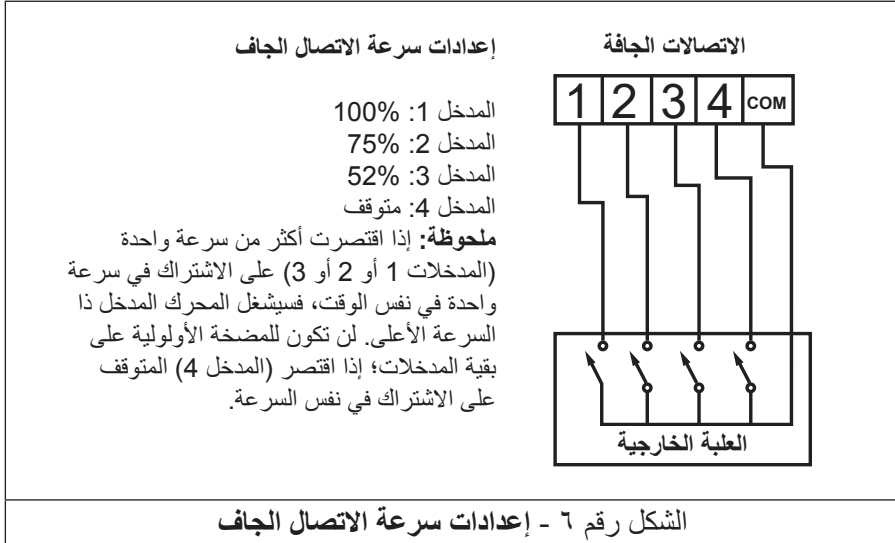 إعدادات سرعة الاتصال الجاف
الاتصالات الجافة
1 2 3 4 COM
المدخل 1: 100%
المدخل 2: 75%
المدخل 3: 52%
المدخل 4: متوقف
ملحوظة: إذا اقتصرت أكثر من سرعة واحدة
(المدخلات 1 أو 2 أو 3) على الاشتراك في سرعة
واحدة في نفس الوقت، فسيشغل المحرك المدخل ذا
السرعة الأعلى. لن تكون للمضخة الأولولية على
بقية المدخلات؛ إذا اقتصر (المدخل 4) المتوقف
على الاشتراك في نفس السرعة.
العلبة الخارجية
الشكل رقم ٦ - إعدادات سرعة الاتصال الجاف